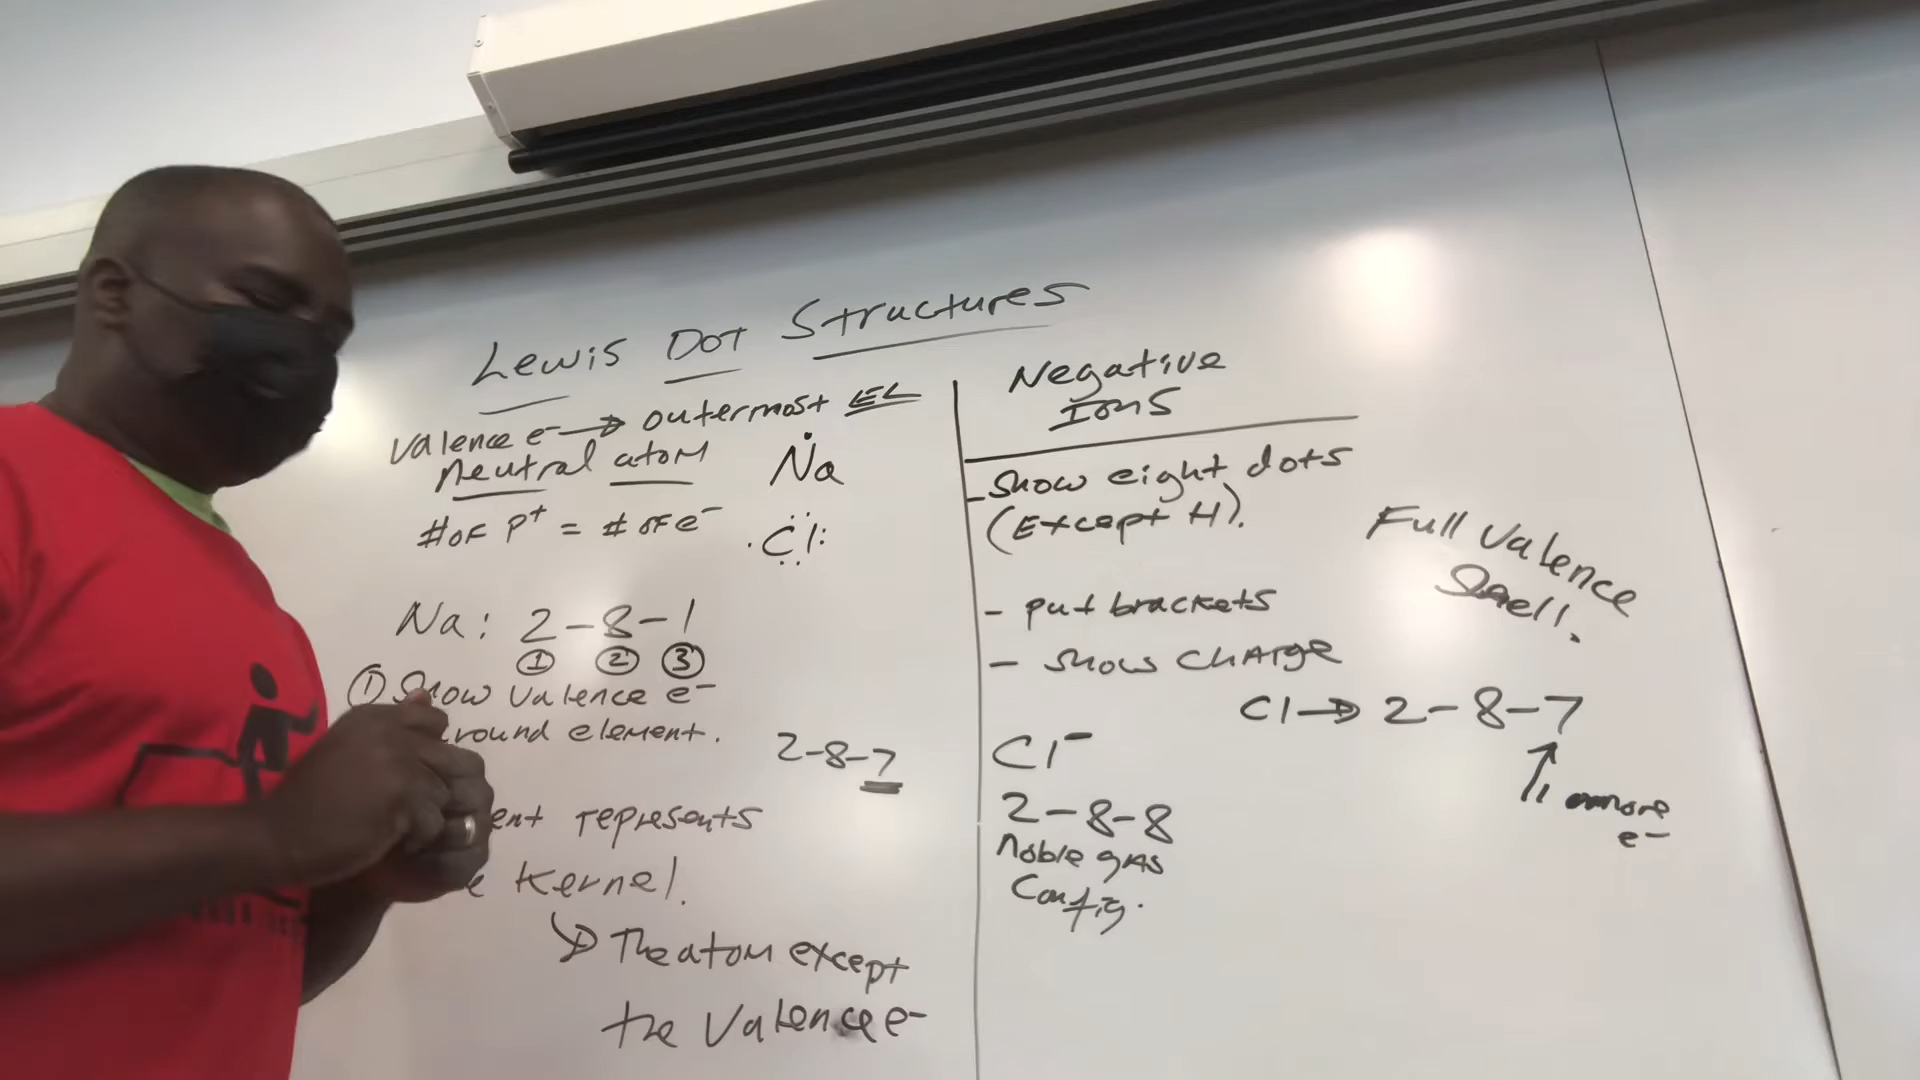 Lewis Dot Structures
Valence e- → outermost EL
neutral atom
# of P+ = # of e-
Na
Cl
Na: 2-8-1
① ② ③
① Show valence e-
round element.
2-8-7
ent represents
e Kernel.
→ The atom except
the valence e-
Negative
Ions
- Show eight dots
(Except H).
- put brackets
- Show charge
Cl-
2-8-8
Noble gas
Config.
Full Valence
Shell.
Cl → 2-8-7
↑ 1 more
e-